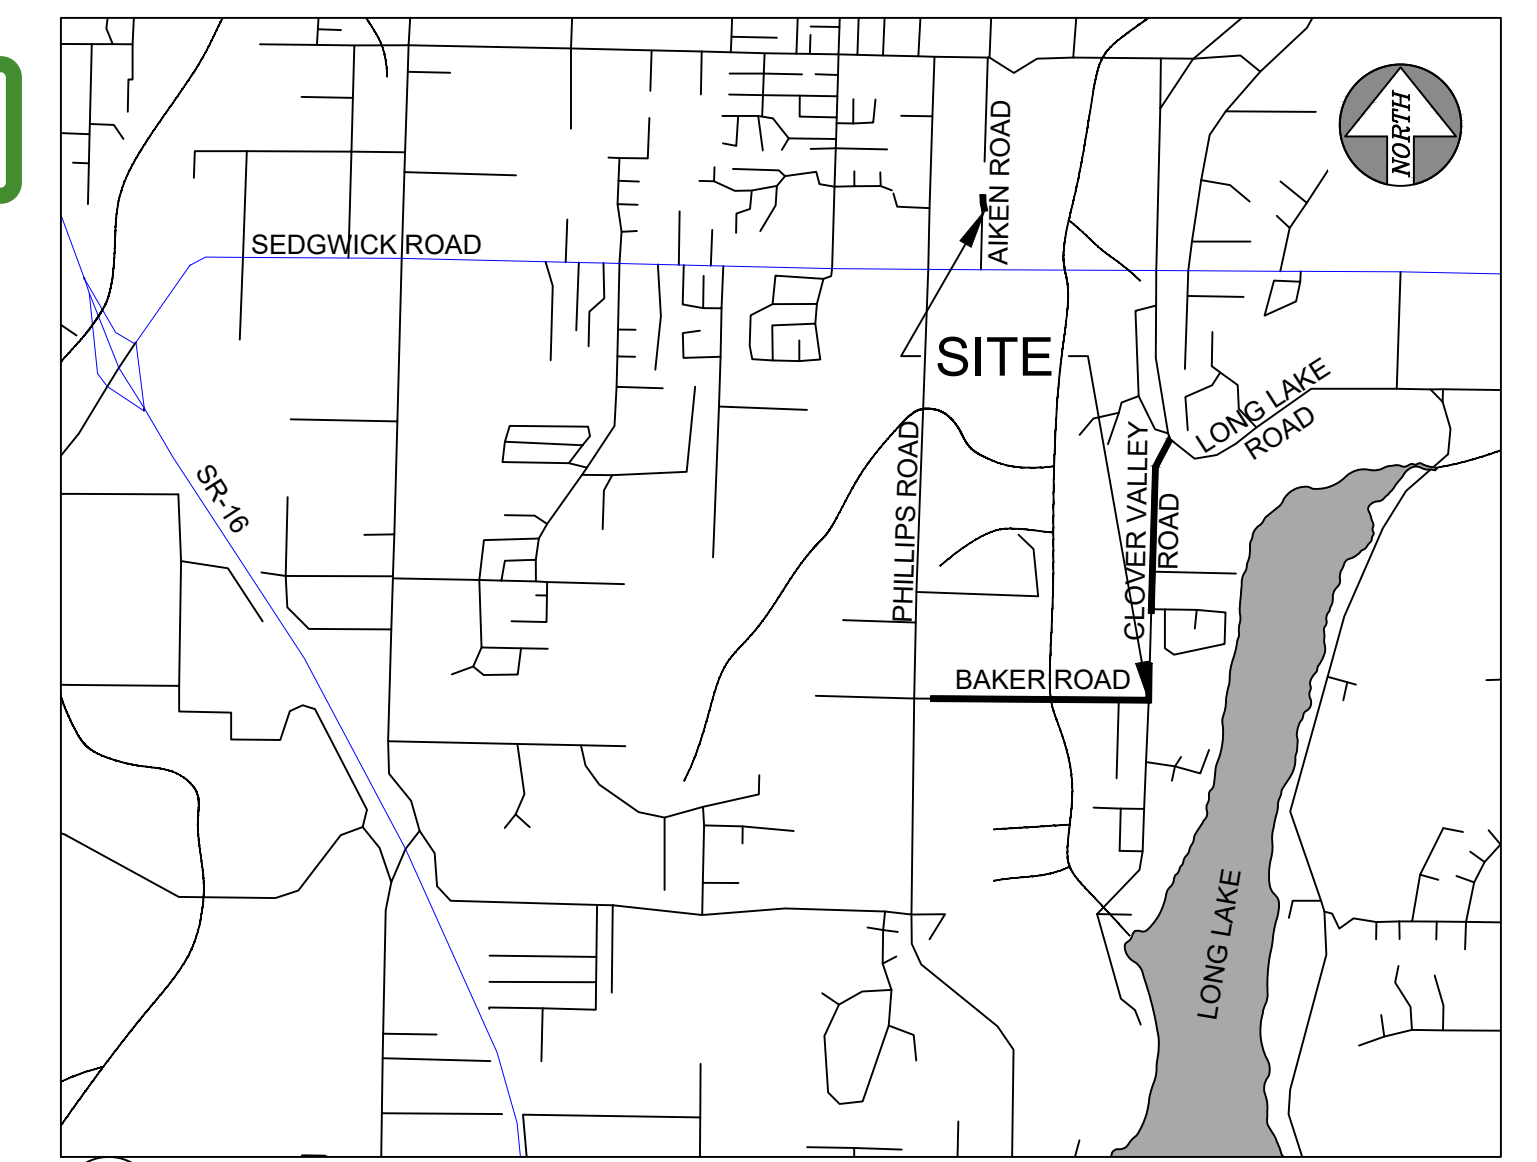 NORTH
AIKEN ROAD
SEDGWICK ROAD
SITE
LONG LAKE
ROAD
SR-16
PHILLIPS ROAD
CLOVER VALLEY
ROAD
BAKER ROAD
LONG LAKE